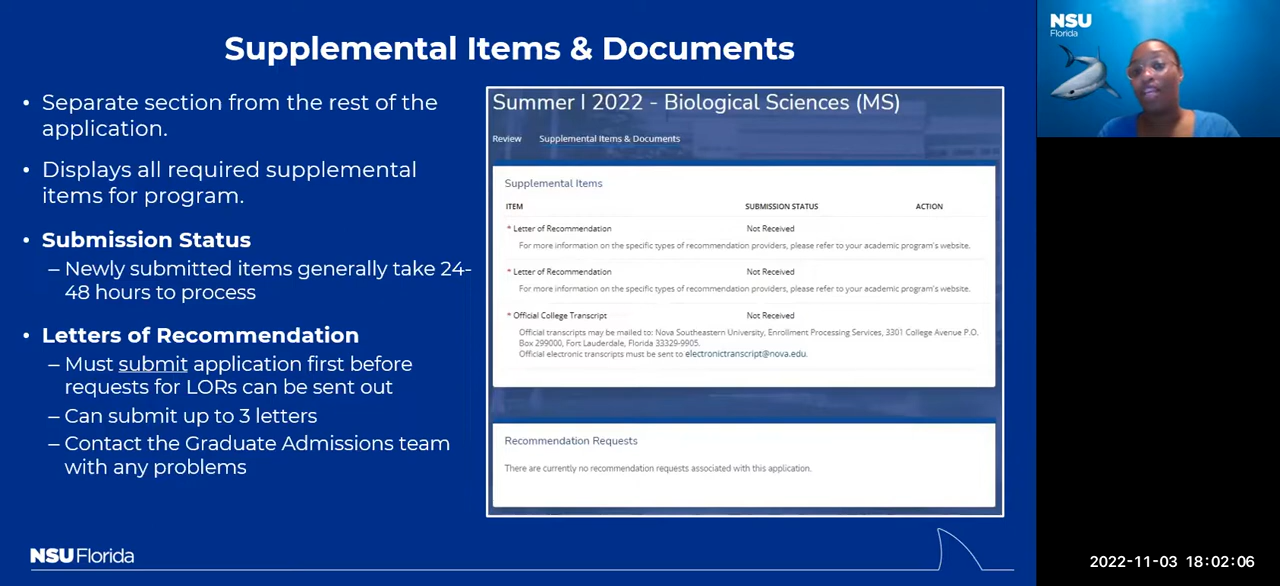 Supplemental Items & Documents
• Separate section from the rest of the
application.
• Displays all required supplemental
items for program.
• Submission Status
– Newly submitted items generally take 24-
48 hours to process
• Letters of Recommendation
– Must submit application first before
requests for LORs can be sent out
– Can submit up to 3 letters
– Contact the Graduate Admissions team
with any problems
Summer I 2022 - Biological Sciences (MS)
Review Supplemental Items & Documents
Supplemental Items
ITEM SUBMISSION STATUS ACTION
* Letter of Recommendation Not Received
For more information on the specific types of recommendation providers, please refer to your academic program's website.
* Letter of Recommendation Not Received
For more information on the specific types of recommendation providers, please refer to your academic program's website.
* Official College Transcript Not Received
Official transcripts may be mailed to: Nova Southeastern University, Enrollment Processing Services, 3301 College Avenue P.O.
Box 299000, Fort Lauderdale, Florida 33329-9905.
Official electronic transcripts must be sent to electronictranscript@nova.edu.
Recommendation Requests
There are currently no recommendation requests associated with this application.
NSU Florida
NSU
Florida
2022-11-03 18:02:06